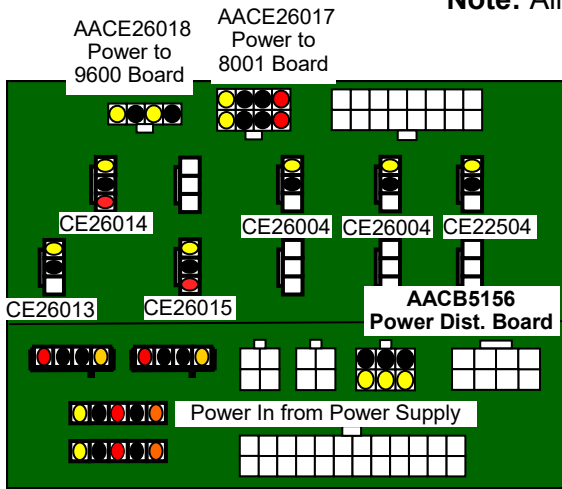 Note: All
AACE26018
Power to
9600 Board
AACE26017
Power to
8001 Board
CE26014
CE26004
CE26004
CE22504
CE26013
CE26015
AACB5156
Power Dist. Board
Power In from Power Supply